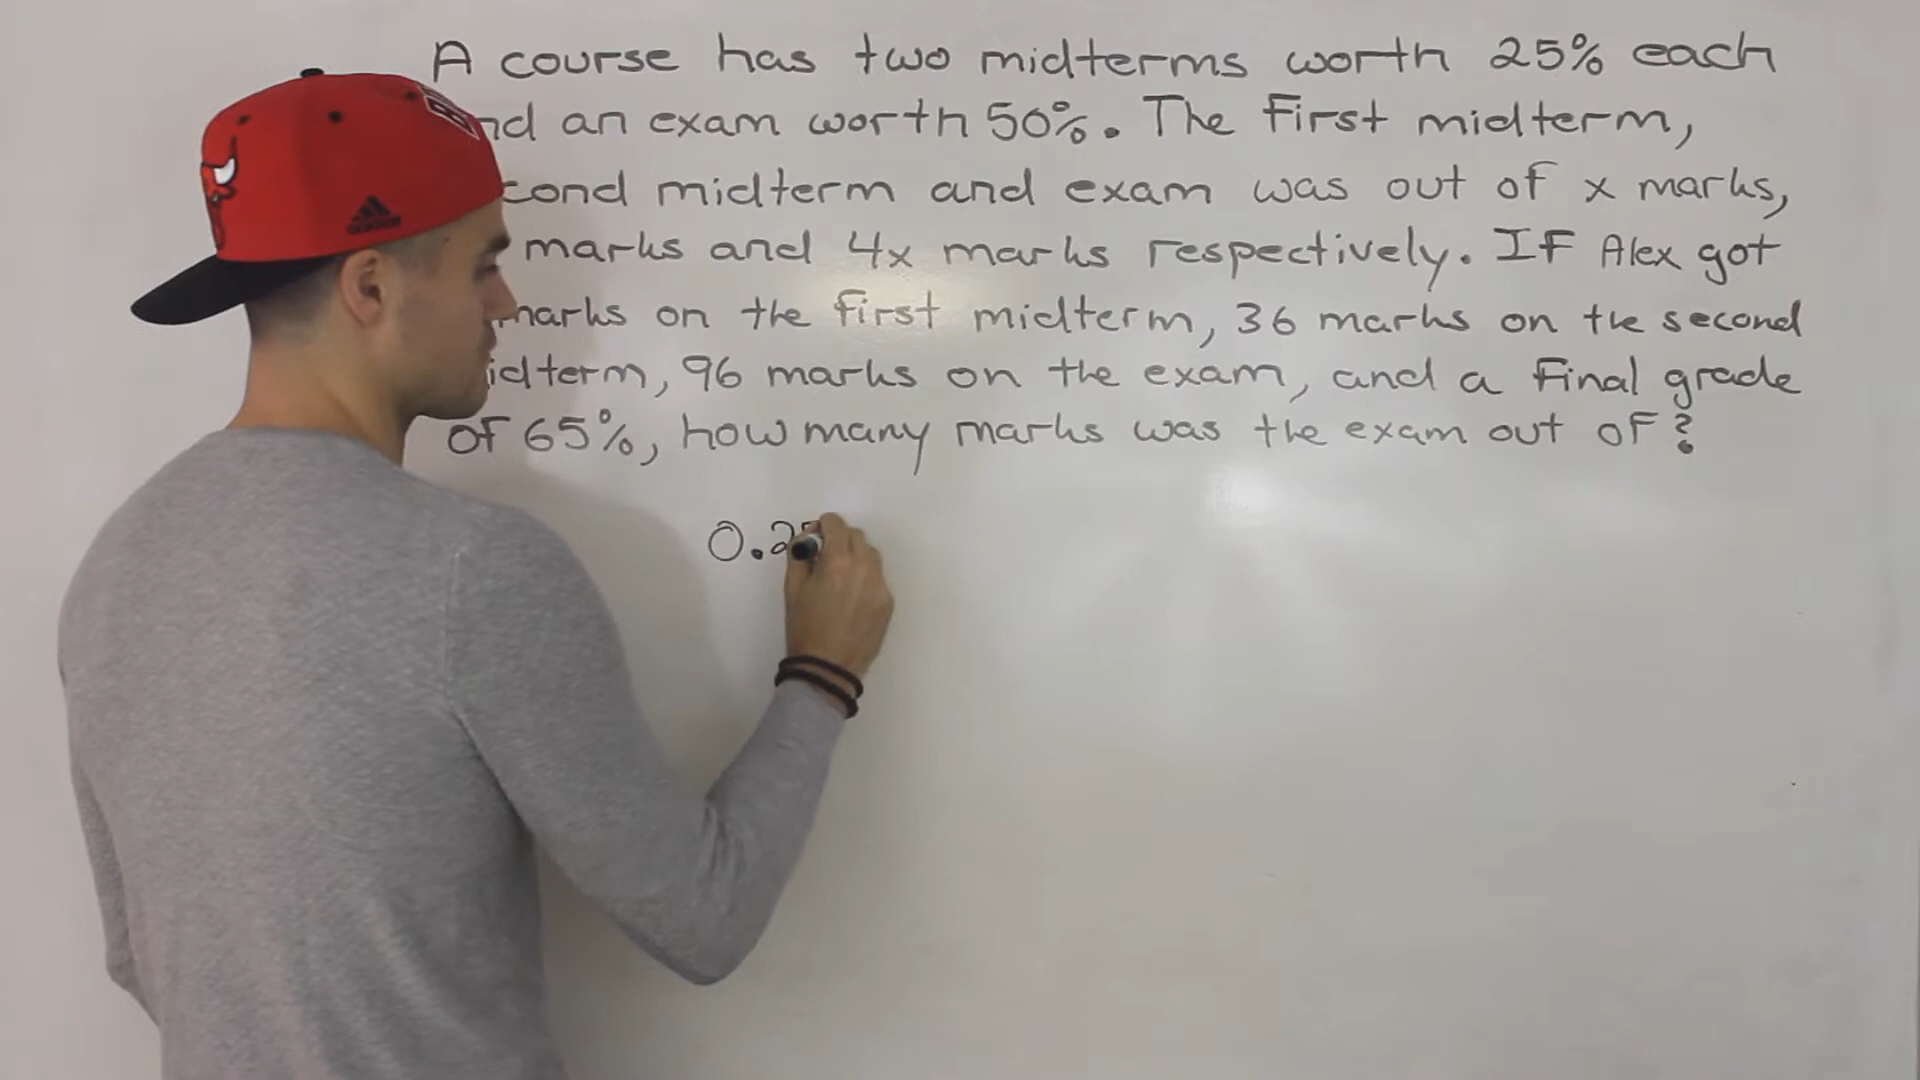 A course has two midterms worth 25% each
nd an exam worth 50%. The first midterm,
cond midterm and exam was out of x marks,
marks and 4x marks respectively. If Alex got
marks on the first midterm, 36 marks on the second
idterm, 96 marks on the exam, and a final grade
of 65%, how many marks was the exam out of?
0.2